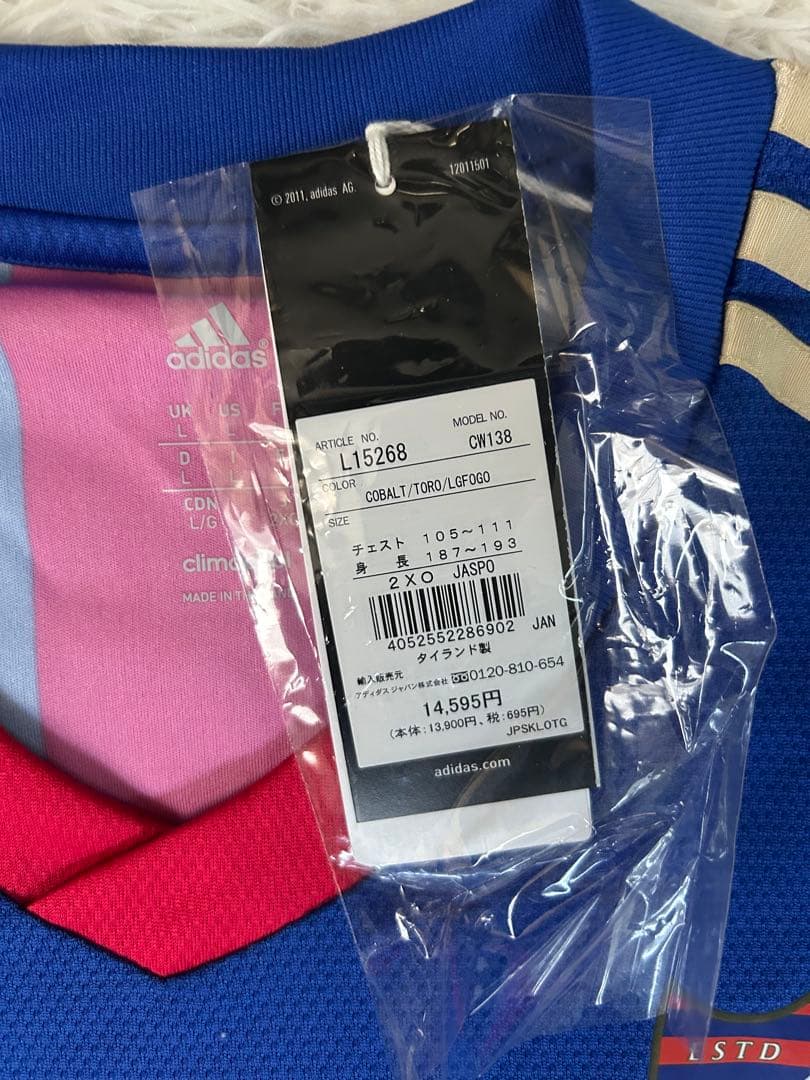 © 2011, adidas AG.
12011501
adidas®
UK US F
L L
D I
L L
CDN
L/G 2X
MADE IN
ARTICLE NO.
L15268
MODEL NO.
CW138
COLOR
COBALT/TORO/LGFOGO
SIZE
チェスト 105～111
身 長 187～193
2XO JASPO
4052552286902 JAN
タイランド製
輸入販売元
アディダス ジャパン株式会社 0120-810-654
14,595円
(本体:13,900円、税:695円)
JPSKLOTG
adidas.com
ESTD